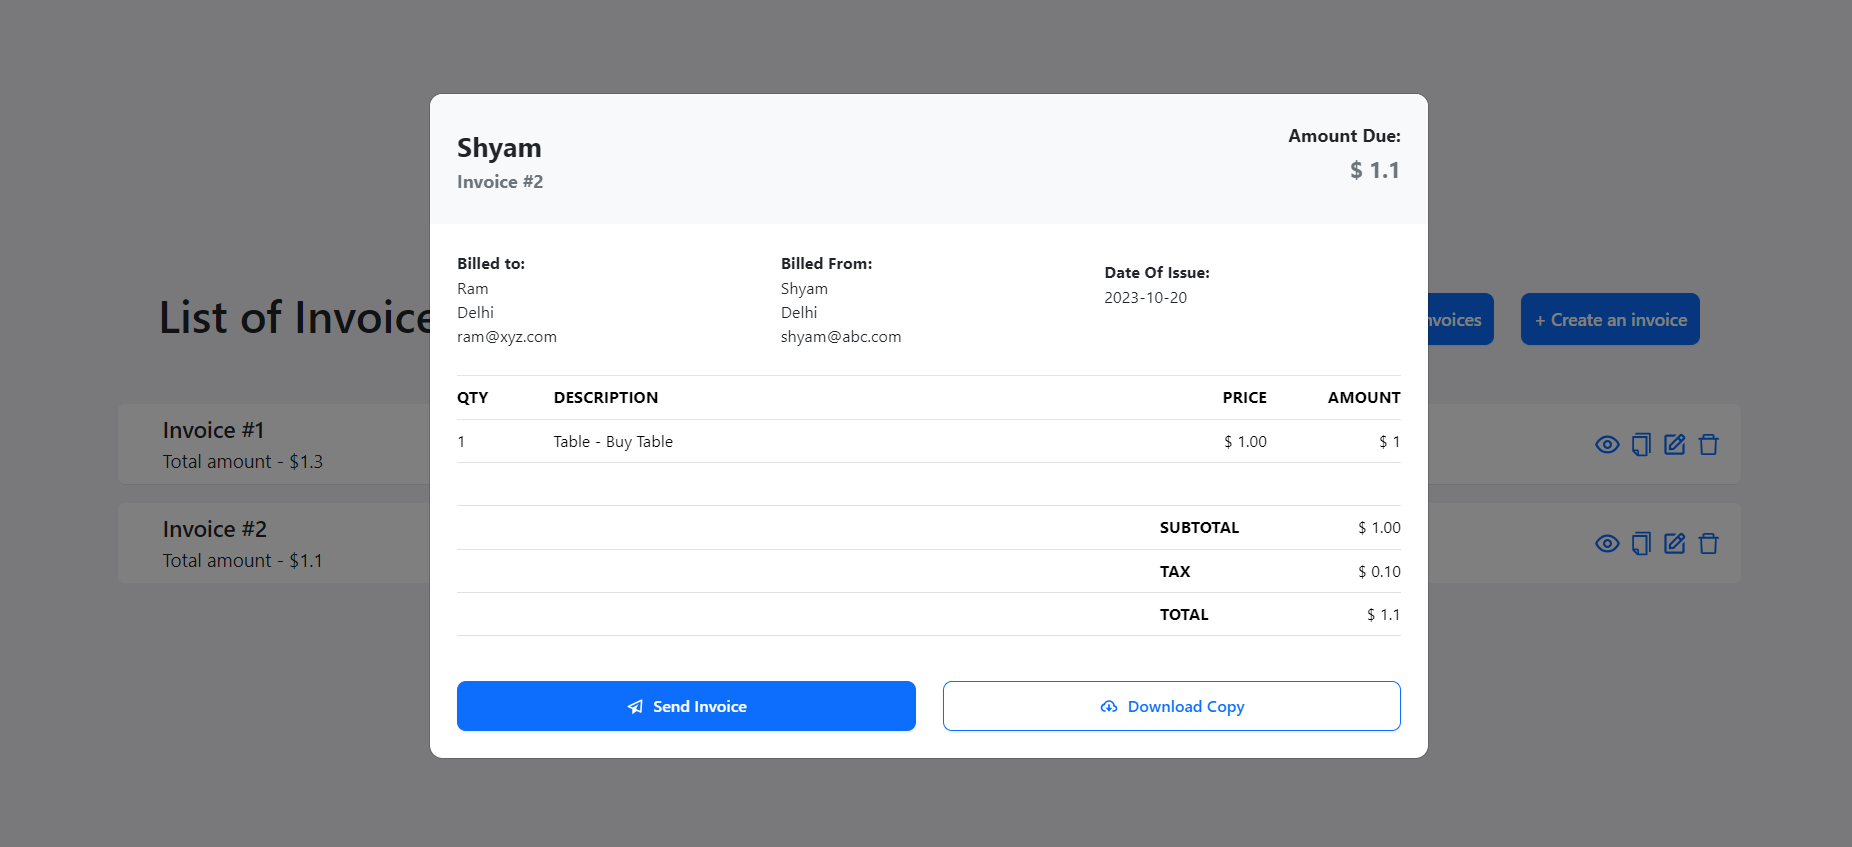 Shyam
Invoice #2
Amount Due:
$ 1.1
Billed to:
Ram
Delhi
ram@xyz.com
Billed From:
Shyam
Delhi
shyam@abc.com
Date Of Issue:
2023-10-20
QTY DESCRIPTION PRICE AMOUNT
1 Table - Buy Table $ 1.00 $ 1
SUBTOTAL $ 1.00
TAX $ 0.10
TOTAL $ 1.1
Send Invoice
Download Copy
List of Invoice
+ Create an invoice
Invoice #1
Total amount - $1.3
Invoice #2
Total amount - $1.1